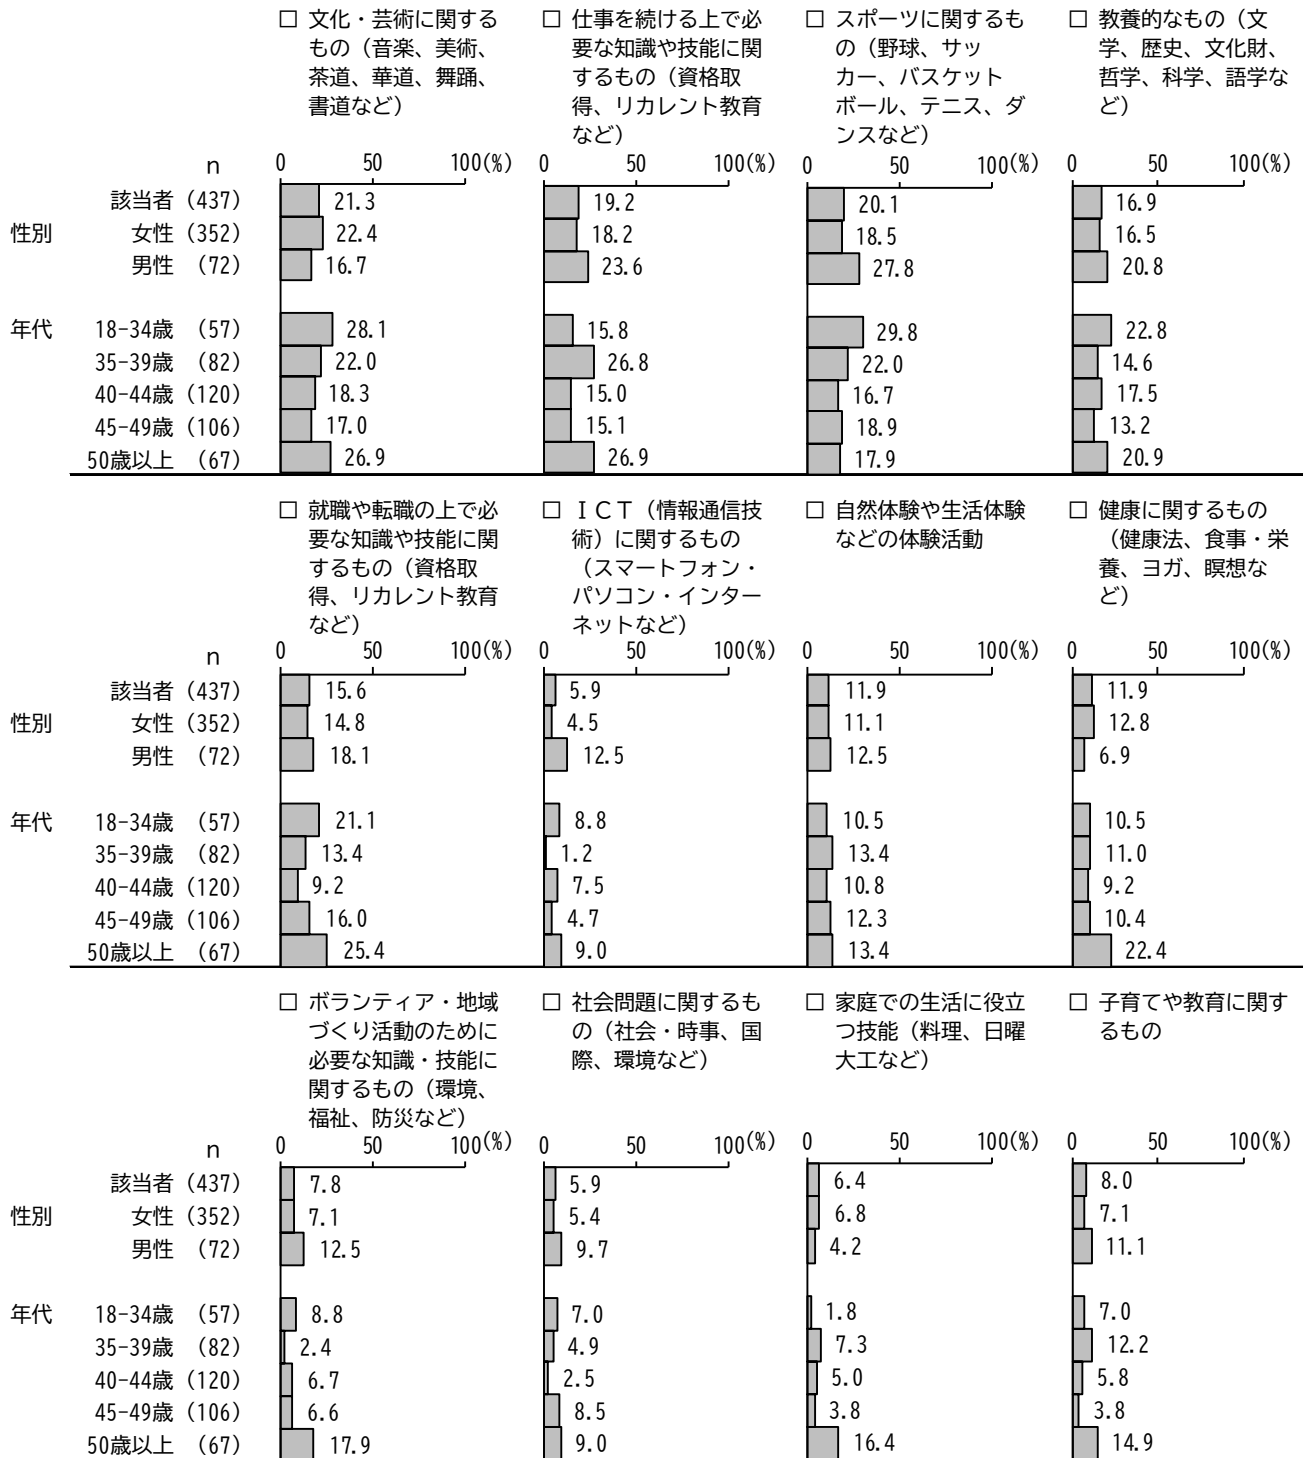 □ 文化・芸術に関する
もの（音楽、美術、
茶道、華道、舞踊、
書道など）
□ 仕事を続ける上で必
要な知識や技能に関
するもの（資格取
得、リカレント教育
など）
□ スポーツに関するも
の（野球、サッ
カー、バスケット
ボール、テニス、ダ
ンスなど）
□ 教養的なもの（文
学、歴史、文化財、
哲学、科学、語学な
ど）
n 0 50 100(%) 0 50 100(%) 0 50 100(%) 0 50 100(%)
該当者 (437) 21.3 19.2 20.1 16.9
性別 女性 (352) 22.4 18.2 18.5 16.5
男性 (72) 16.7 23.6 27.8 20.8
年代 18-34歳 (57) 28.1 15.8 29.8 22.8
35-39歳 (82) 22.0 26.8 22.0 14.6
40-44歳 (120) 18.3 15.0 16.7 17.5
45-49歳 (106) 17.0 15.1 18.9 13.2
50歳以上 (67) 26.9 26.9 17.9 20.9
□ 就職や転職の上で必
要な知識や技能に関
するもの（資格取
得、リカレント教育
など）
□ ＩＣＴ（情報通信技
術）に関するもの
（スマートフォン・
パソコン・インター
ネットなど）
□ 自然体験や生活体験
などの体験活動
□ 健康に関するもの
（健康法、食事・栄
養、ヨガ、瞑想な
ど）
n 0 50 100(%) 0 50 100(%) 0 50 100(%) 0 50 100(%)
該当者 (437) 15.6 5.9 11.9 11.9
性別 女性 (352) 14.8 4.5 11.1 12.8
男性 (72) 18.1 12.5 12.5 6.9
年代 18-34歳 (57) 21.1 8.8 10.5 10.5
35-39歳 (82) 13.4 1.2 13.4 11.0
40-44歳 (120) 9.2 7.5 10.8 9.2
45-49歳 (106) 16.0 4.7 12.3 10.4
50歳以上 (67) 25.4 9.0 13.4 22.4
□ ボランティア・地域
づくり活動のために
必要な知識・技能に
関するもの（環境、
福祉、防災など）
□ 社会問題に関するも
の（社会・時事、国
際、環境など）
□ 家庭での生活に役立
つ技能（料理、日曜
大工など）
□ 子育てや教育に関す
るもの
n 0 50 100(%) 0 50 100(%) 0 50 100(%) 0 50 100(%)
該当者 (437) 7.8 5.9 6.4 8.0
性別 女性 (352) 7.1 5.4 6.8 7.1
男性 (72) 12.5 9.7 4.2 11.1
年代 18-34歳 (57) 8.8 7.0 1.8 7.0
35-39歳 (82) 2.4 4.9 7.3 12.2
40-44歳 (120) 6.7 2.5 5.0 5.8
45-49歳 (106) 6.6 8.5 3.8 3.8
50歳以上 (67) 17.9 9.0 16.4 14.9